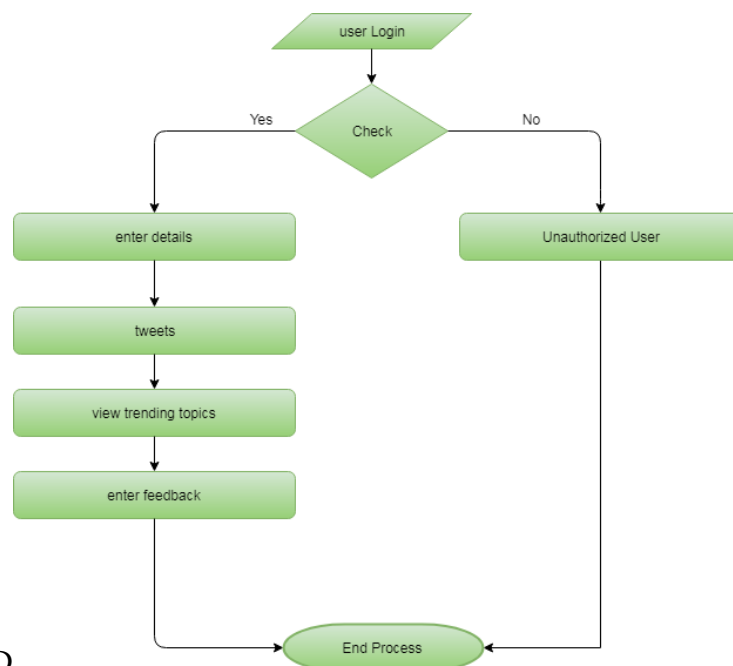 user Login
Check
Yes
No
enter details
Unauthorized User
tweets
view trending topics
enter feedback
End Process